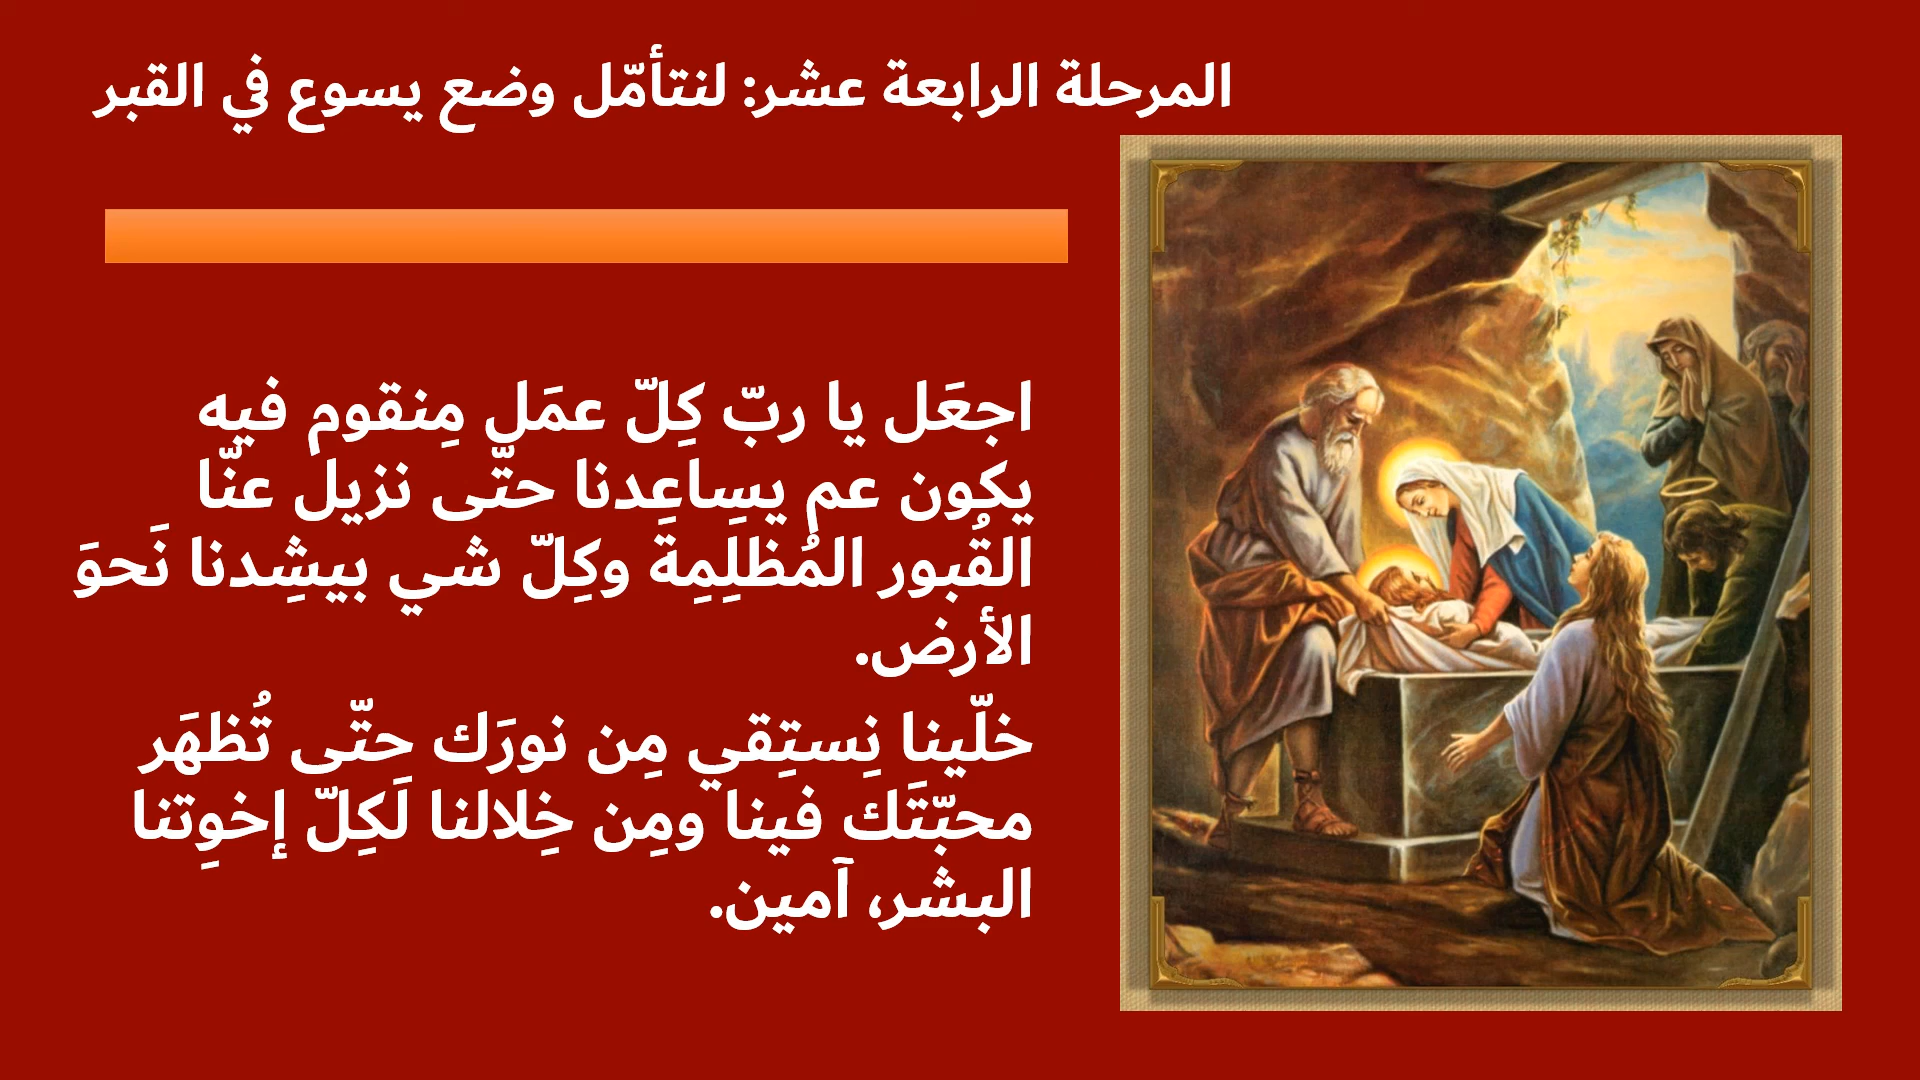 المرحلة الرابعة عشر: لنتأمّل وضع يسوع في القبر
اجعَل يا ربّ كِلّ عمَل مِنقوم فيه
يكون عم يساعِدنا حتّى نزيل عنّا
القُبور المُظلِمِة وكِلّ شي بيشِدنا نَحوَ
الأرض.
خلّينا نِستِقي مِن نورَك حتّى تُظهَر
محبّتَك فينا ومِن خِلالنا لَكِلّ إخوِتنا
البشر، آمين.